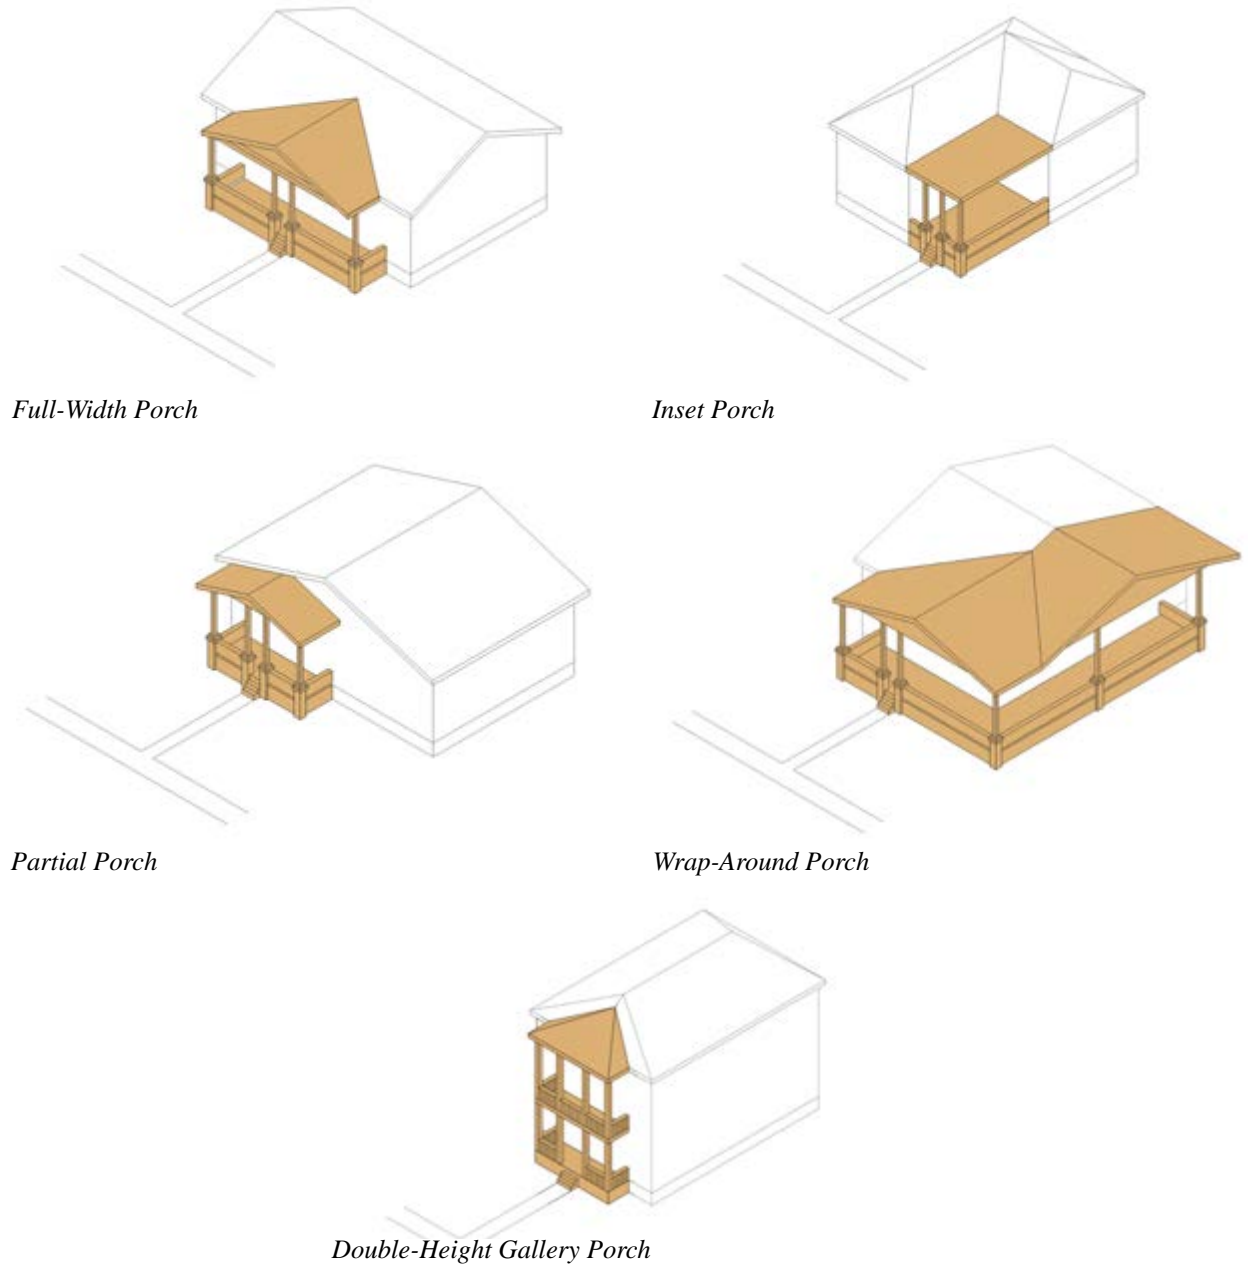 Full-Width Porch
Inset Porch
Partial Porch
Wrap-Around Porch
Double-Height Gallery Porch